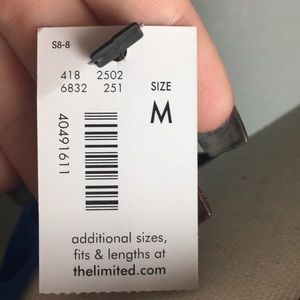 S8-8
418 2502
6832 251
SIZE
M
40491611
additional sizes,
fits & lengths at
thelimited.com